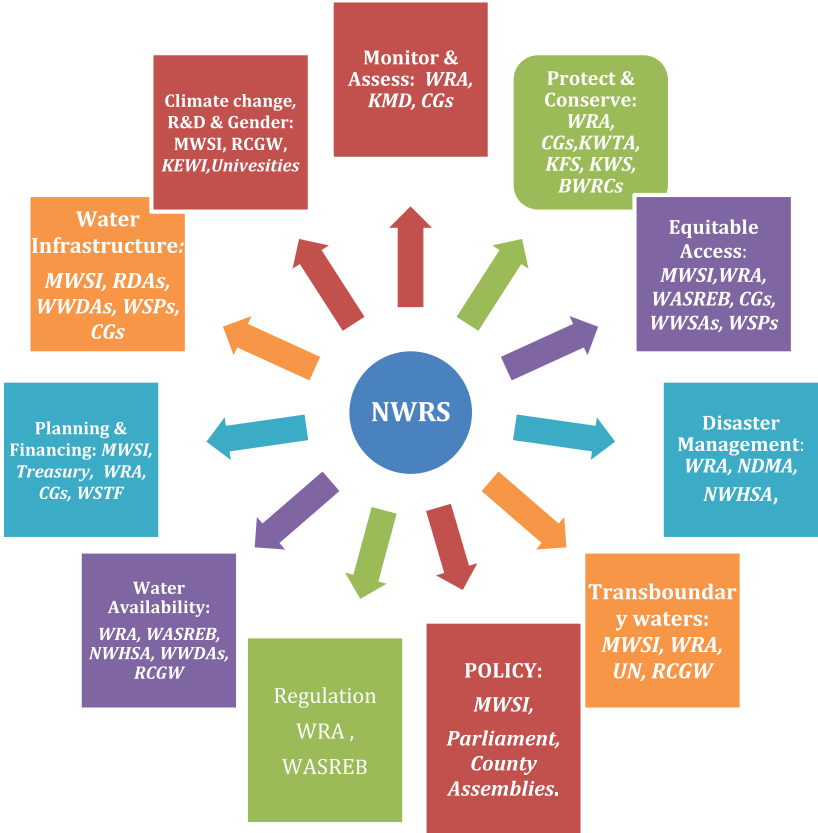 Monitor &
Assess: WRA,
KMD, CGs
Protect &
Conserve:
WRA,
CGs,KWTA,
KFS, KWS,
BWRCs
Equitable
Access:
MWSI,WRA,
WASREB, CGs,
WWSAs, WSPs
Disaster
Management:
WRA, NDMA,
NWHSA,
Transboundar
y waters:
MWSI, WRA,
UN, RCGW
POLICY:
MWSI,
Parliament,
County
Assemblies.
Regulation
WRA ,
WASREB
Water
Availability:
WRA, WASREB,
NWHSA, WWDAs,
RCGW
Planning &
Financing: MWSI,
Treasury, WRA,
CGs, WSTF
Water
Infrastructure:
MWSI, RDAs,
WWDAs, WSPs,
CGs
Climate change,
R&D & Gender:
MWSI, RCGW,
KEWI,Univesities
NWRS